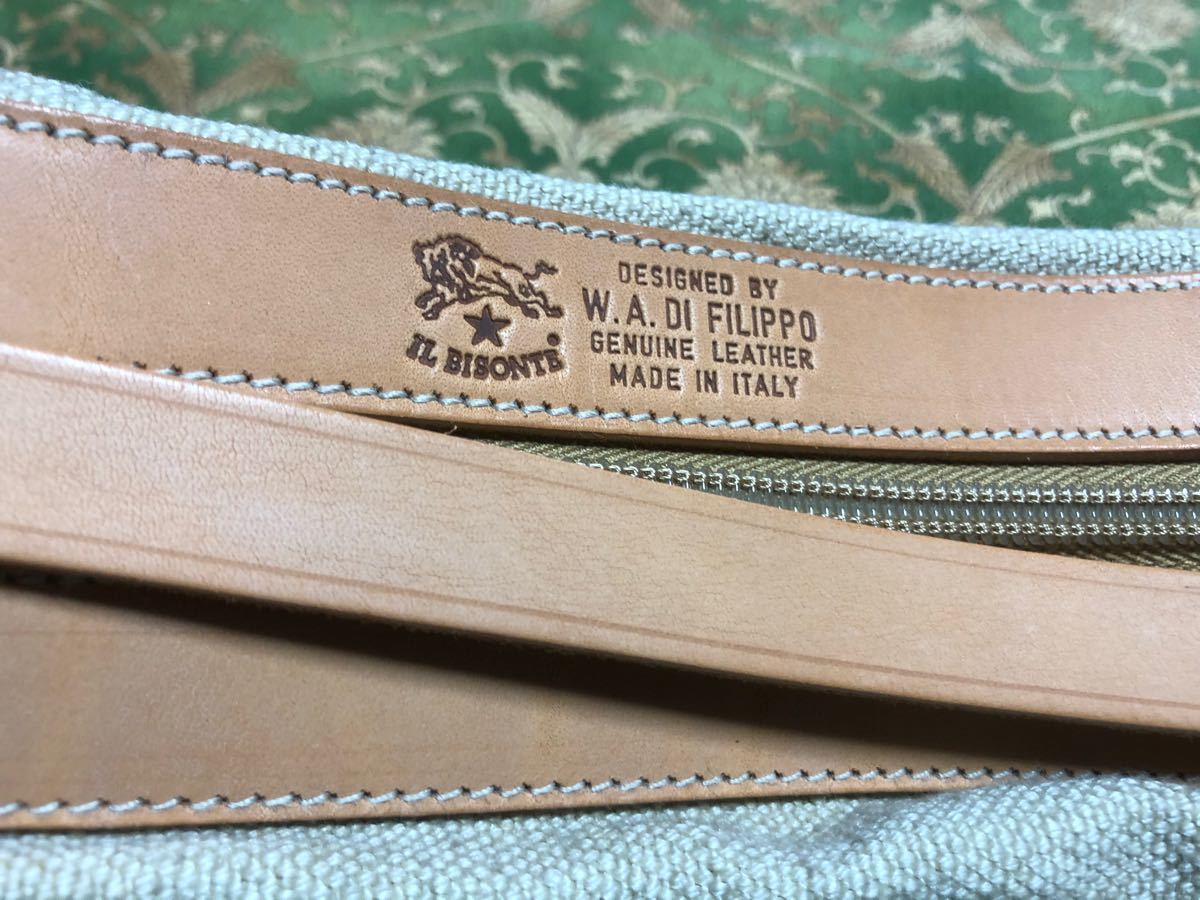 IL BISONTE®
DESIGNED BY
W.A. DI FILIPPO
GENUINE LEATHER
MADE IN ITALY